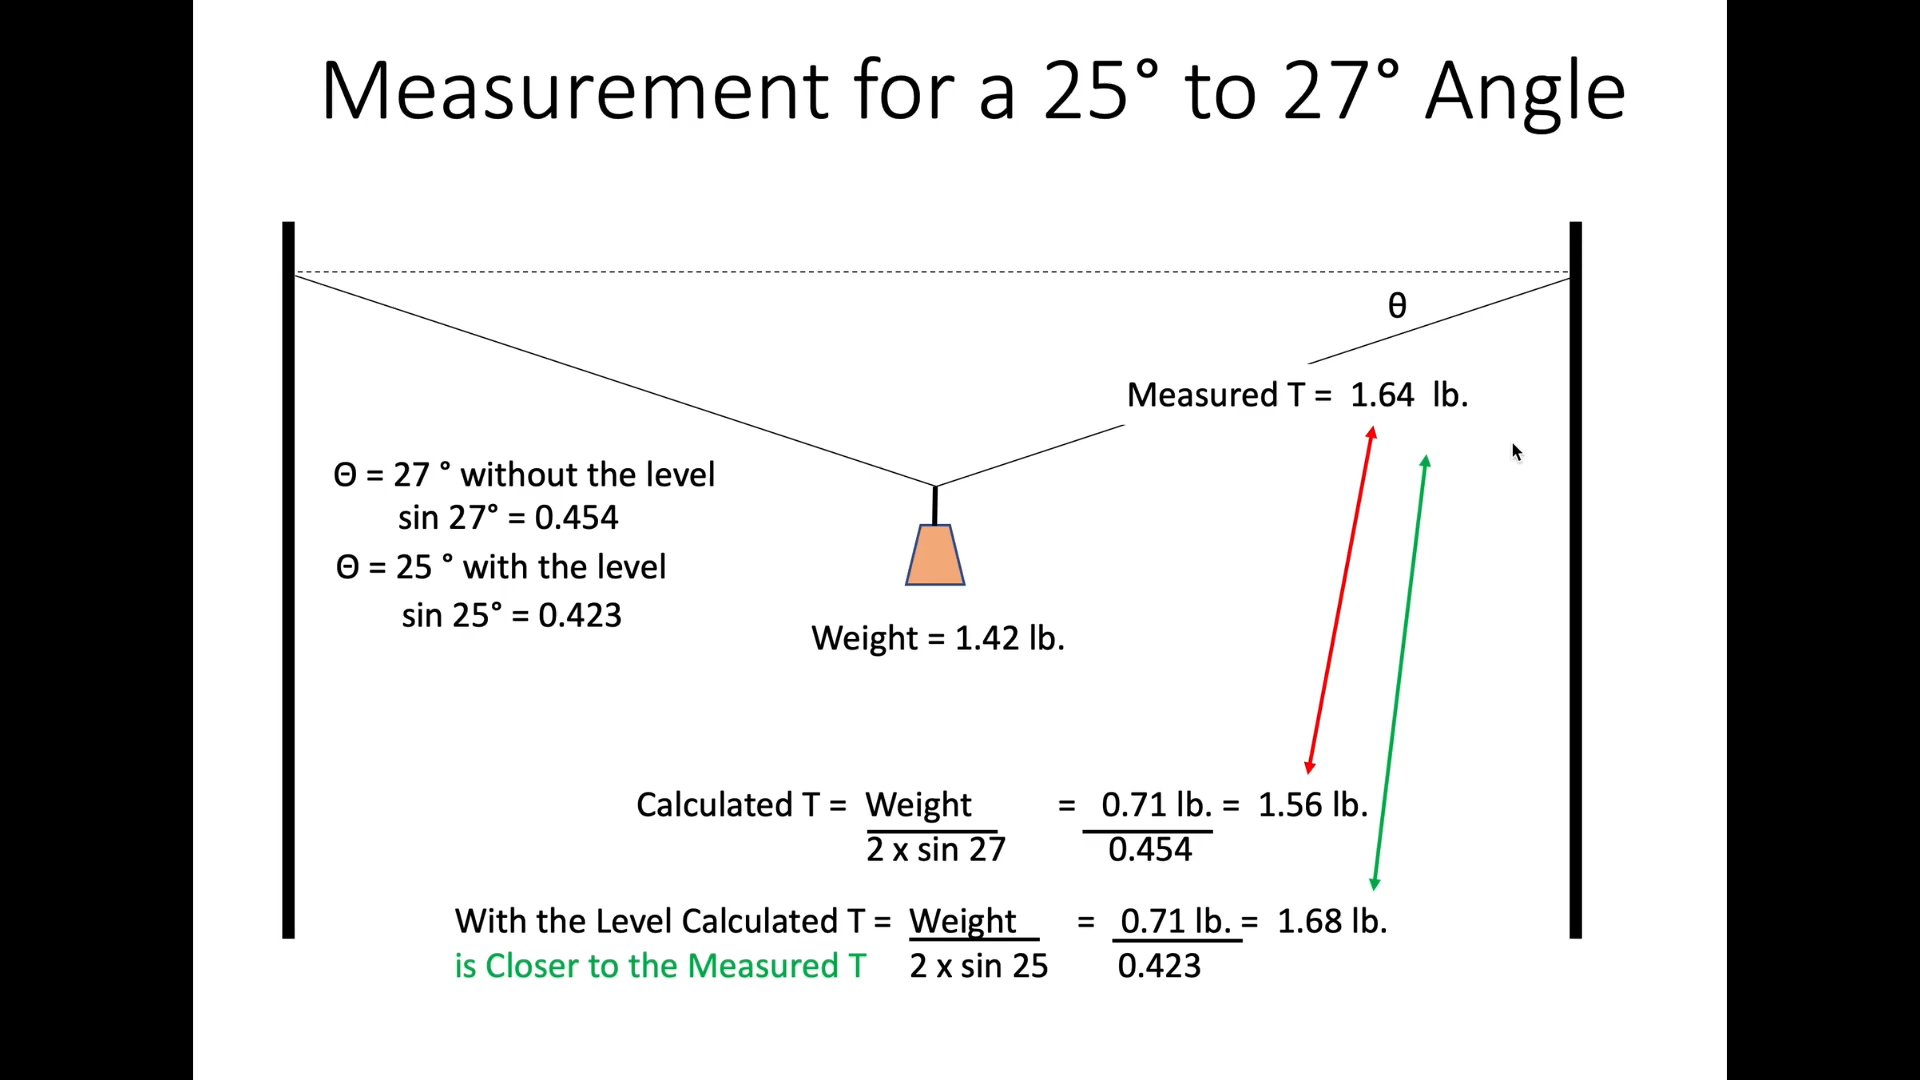 Measurement for a 25° to 27° Angle
θ
Measured T = 1.64 lb.
Θ = 27 ° without the level
sin 27° = 0.454
Θ = 25 ° with the level
sin 25° = 0.423
Weight = 1.42 lb.
Calculated T = Weight = 0.71 lb. = 1.56 lb.
2 x sin 27 0.454
With the Level Calculated T = Weight = 0.71 lb. = 1.68 lb.
is Closer to the Measured T 2 x sin 25 0.423